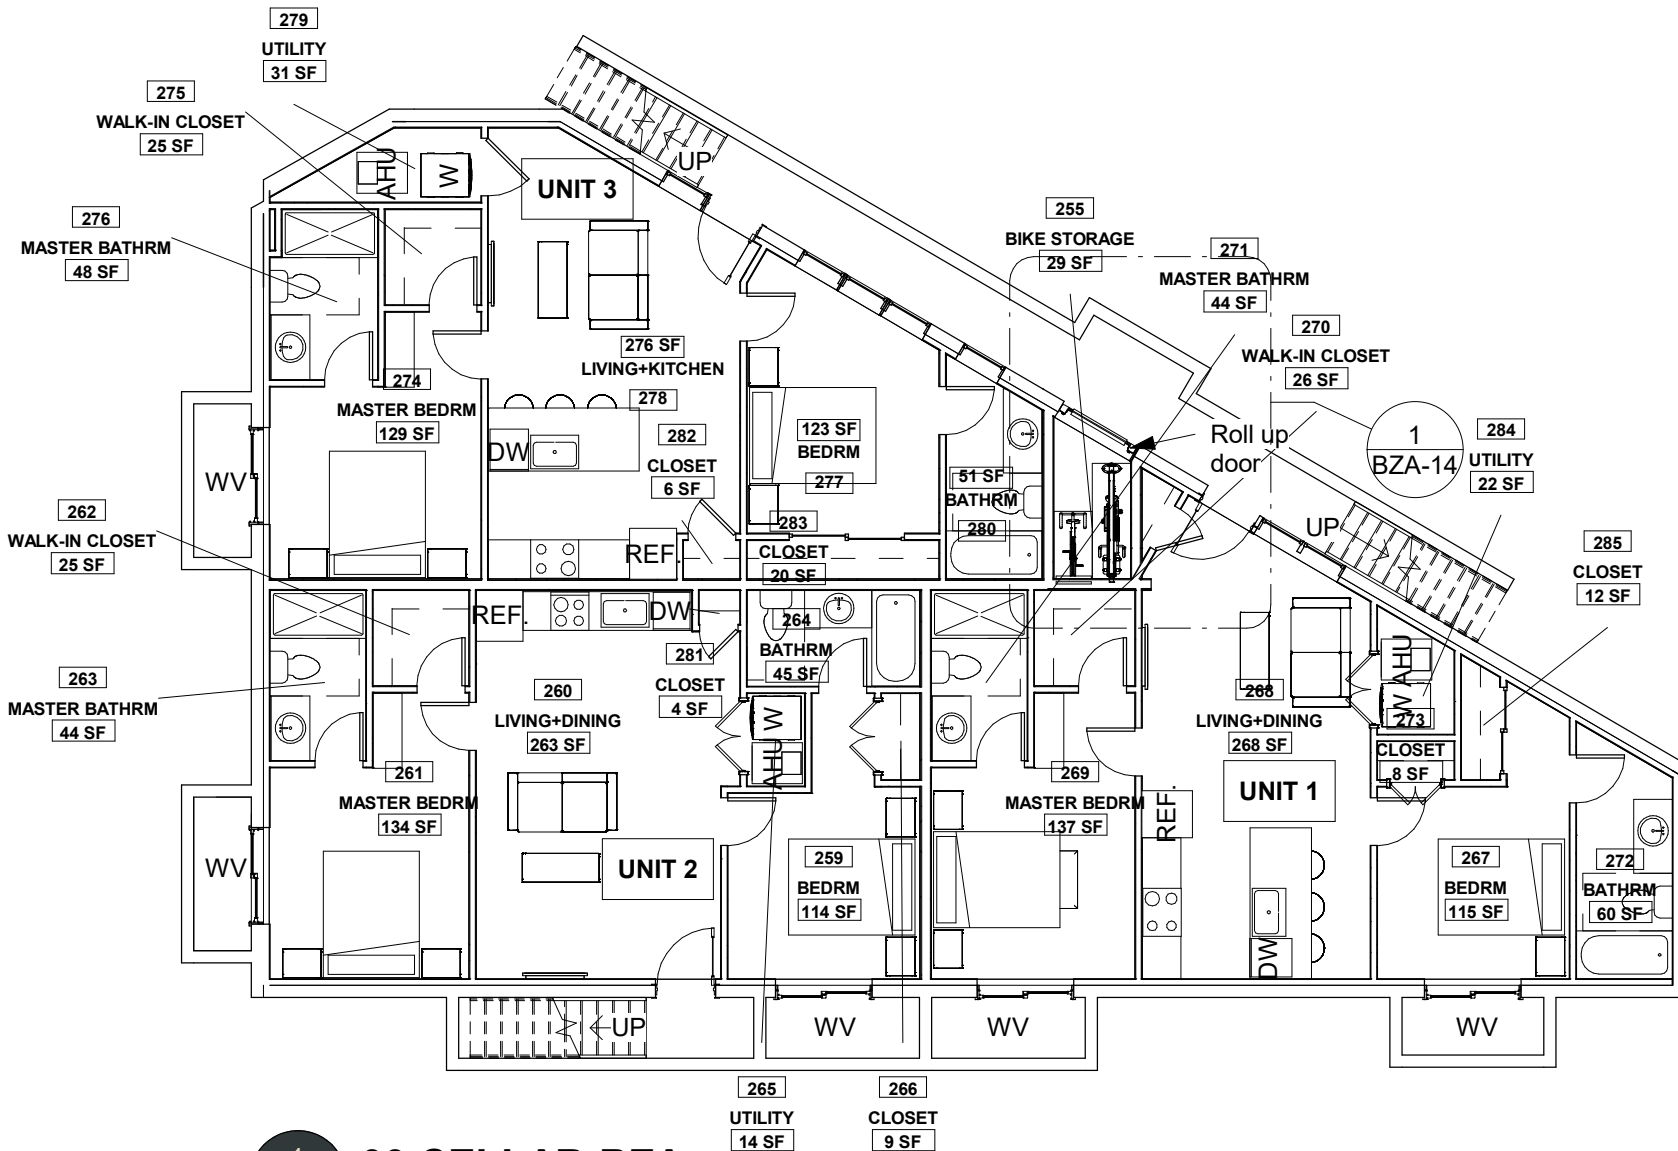 279
UTILITY
31 SF
275
WALK-IN CLOSET
25 SF
276
MASTER BATHRM
48 SF
AHU
W
UNIT 3
UP
255
BIKE STORAGE
29 SF
271
MASTER BATHRM
44 SF
270
WALK-IN CLOSET
26 SF
276 SF
LIVING+KITCHEN
278
274
MASTER BEDRM
129 SF
282
CLOSET
6 SF
123 SF
BEDRM
277
DW
WV
REF.
283
CLOSET
20 SF
51 SF
BATHRM
280
Roll up
door
1
BZA-14
284
UTILITY
22 SF
UP
285
CLOSET
12 SF
262
WALK-IN CLOSET
25 SF
263
MASTER BATHRM
44 SF
REF.
DW
281
CLOSET
4 SF
264
BATHRM
45 SF
260
LIVING+DINING
263 SF
W
AHU
261
MASTER BEDRM
134 SF
WV
UNIT 2
259
BEDRM
114 SF
269
MASTER BEDRM
137 SF
268
LIVING+DINING
268 SF
AHU
W
273
CLOSET
8 SF
UNIT 1
REF.
DW
267
BEDRM
115 SF
272
BATHRM
60 SF
UP
WV
WV
WV
265
UTILITY
14 SF
266
CLOSET
9 SF